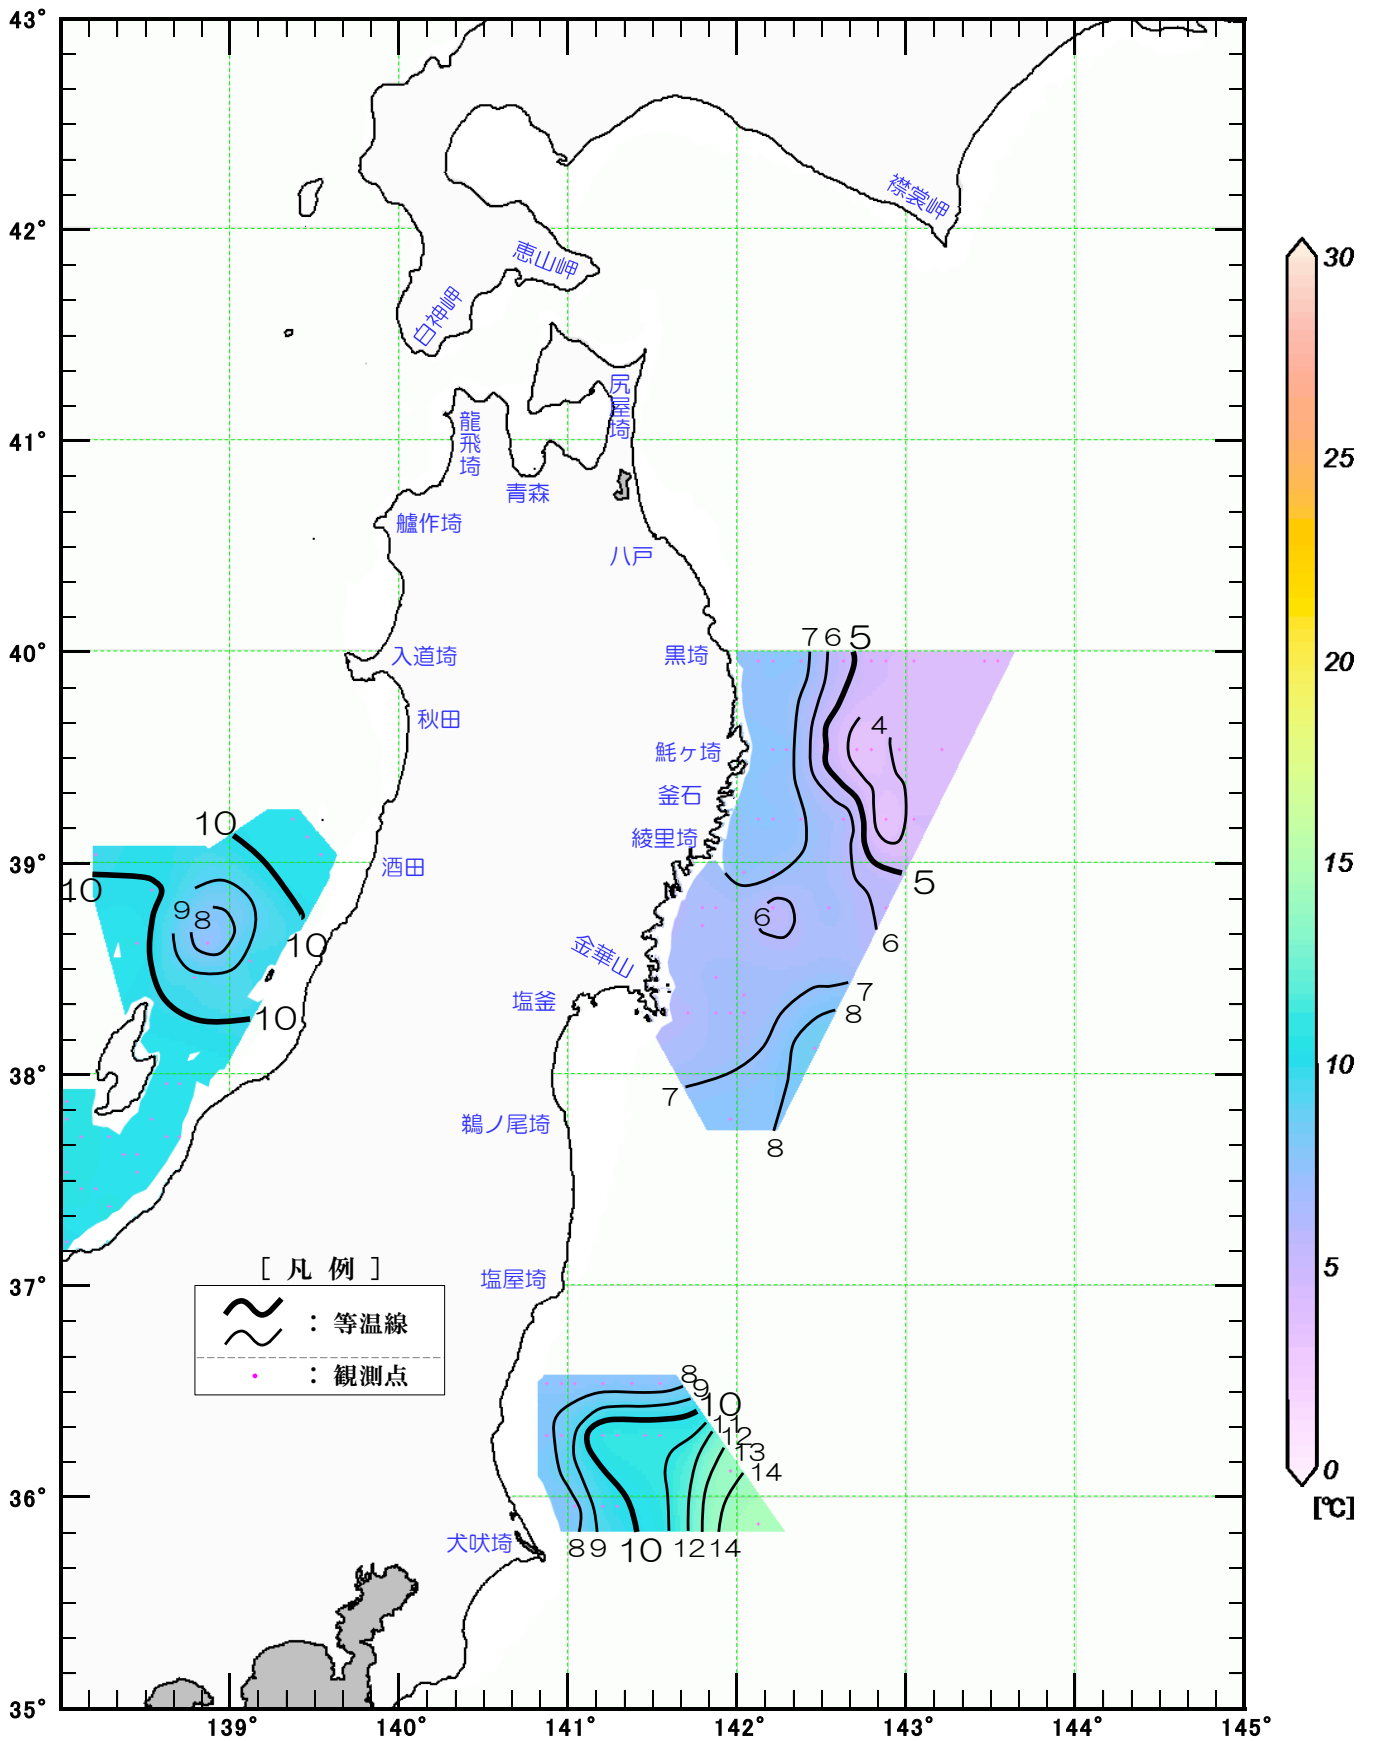 43°
42°
41°
40°
39°
38°
37°
36°
35°
139°
140°
141°
142°
143°
144°
145°
襟裳岬
恵山岬
白神岬
尻屋埼
龍飛埼
青森
艫作埼
八戸
入道埼
黒埼
秋田
魹ヶ埼
釜石
綾里埼
酒田
金華山
塩釜
鵜ノ尾埼
塩屋埼
犬吠埼
7 6 5
4
5
6
6
7
8
7
8
10
10
9
8
10
10
8
9
10
11
12
13
14
8 9 10 12 14
[ 凡 例 ]
： 等温線
： 観測点
30
25
20
15
10
5
0
[℃]